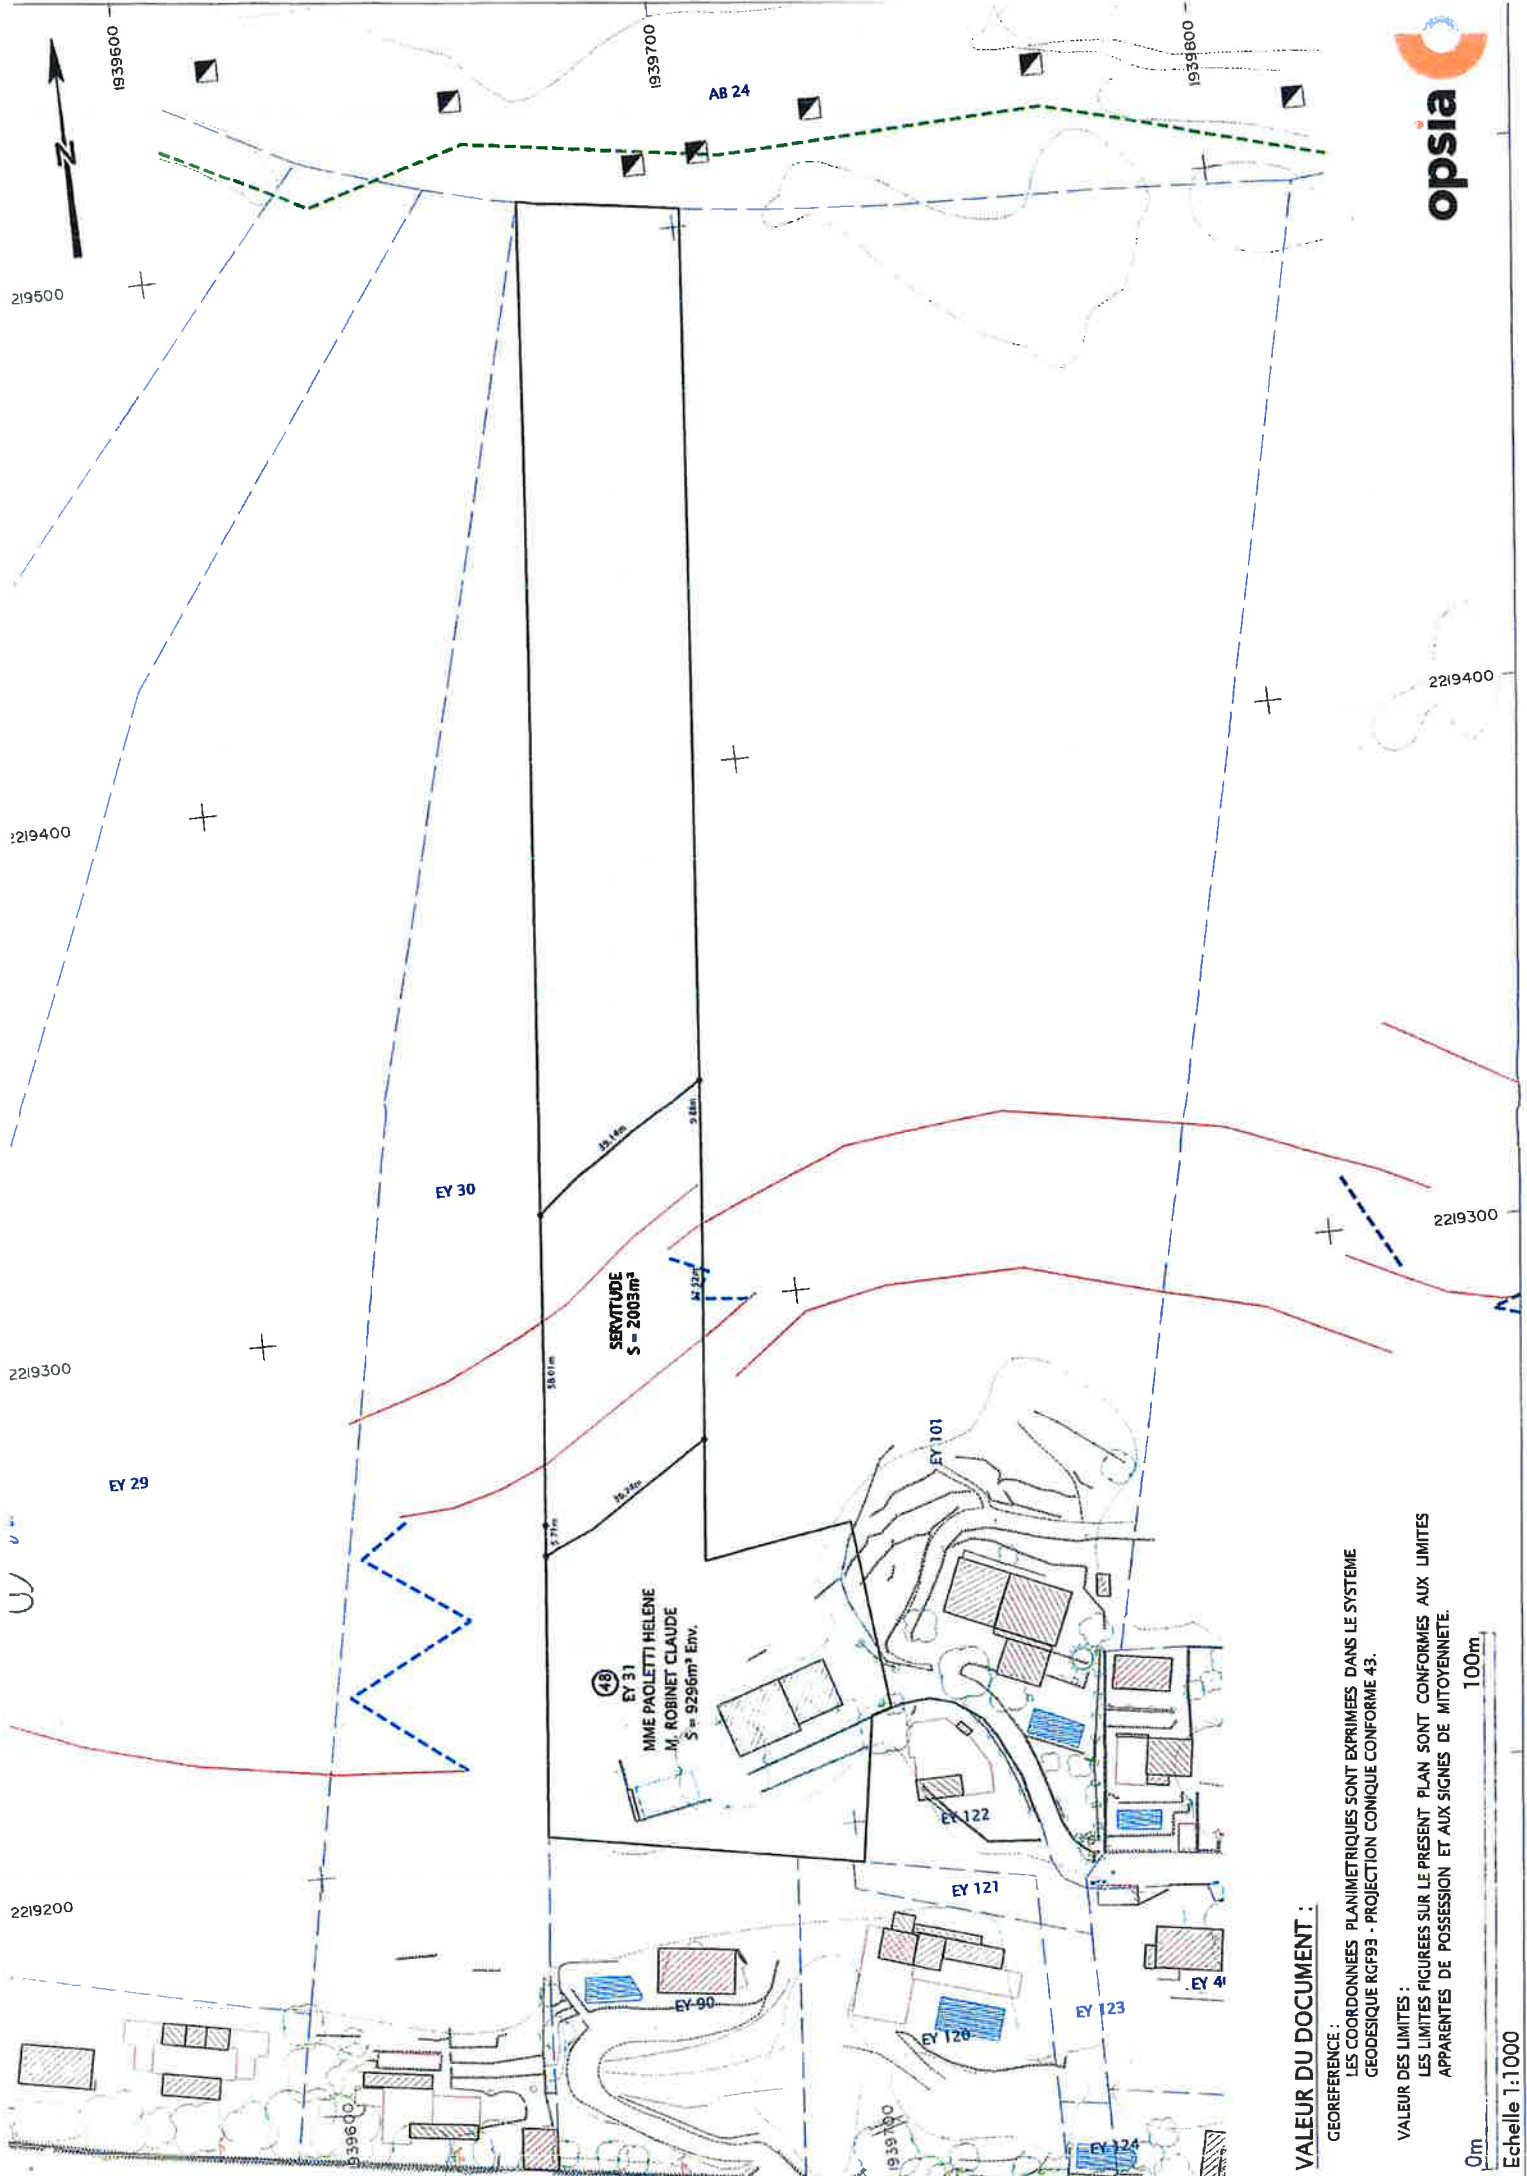 1939600
1939700
1939800
N
AB 24
opsia
219500
2219400
2219400
39.14m
9.88m
EY 30
2219300
SERVITUDE
S = 2003m²
58.01m
2219300
EY 29
EY 101
5.71m
48
EY 31
MME PAOLETTI HELENE
M. ROBINET CLAUDE
S = 9296m² Env.
EY 122
EY 121
2219200
EY 90
EY 120
EY 123
EY 4
EY 124
1939600
1939700
VALEUR DU DOCUMENT :
GEOREFERENCE :
LES COORDONNEES PLANIMETRIQUES SONT EXPRIMEES DANS LE SYSTEME
GEODESIQUE RGF93 - PROJECTION CONIQUE CONFORME 43.
VALEUR DES LIMITES :
LES LIMITES FIGUREES SUR LE PRESENT PLAN SONT CONFORMES AUX LIMITES
APPARENTES DE POSSESSION ET AUX SIGNES DE MITOYENNETE.
0m
100m
Echelle 1:1000